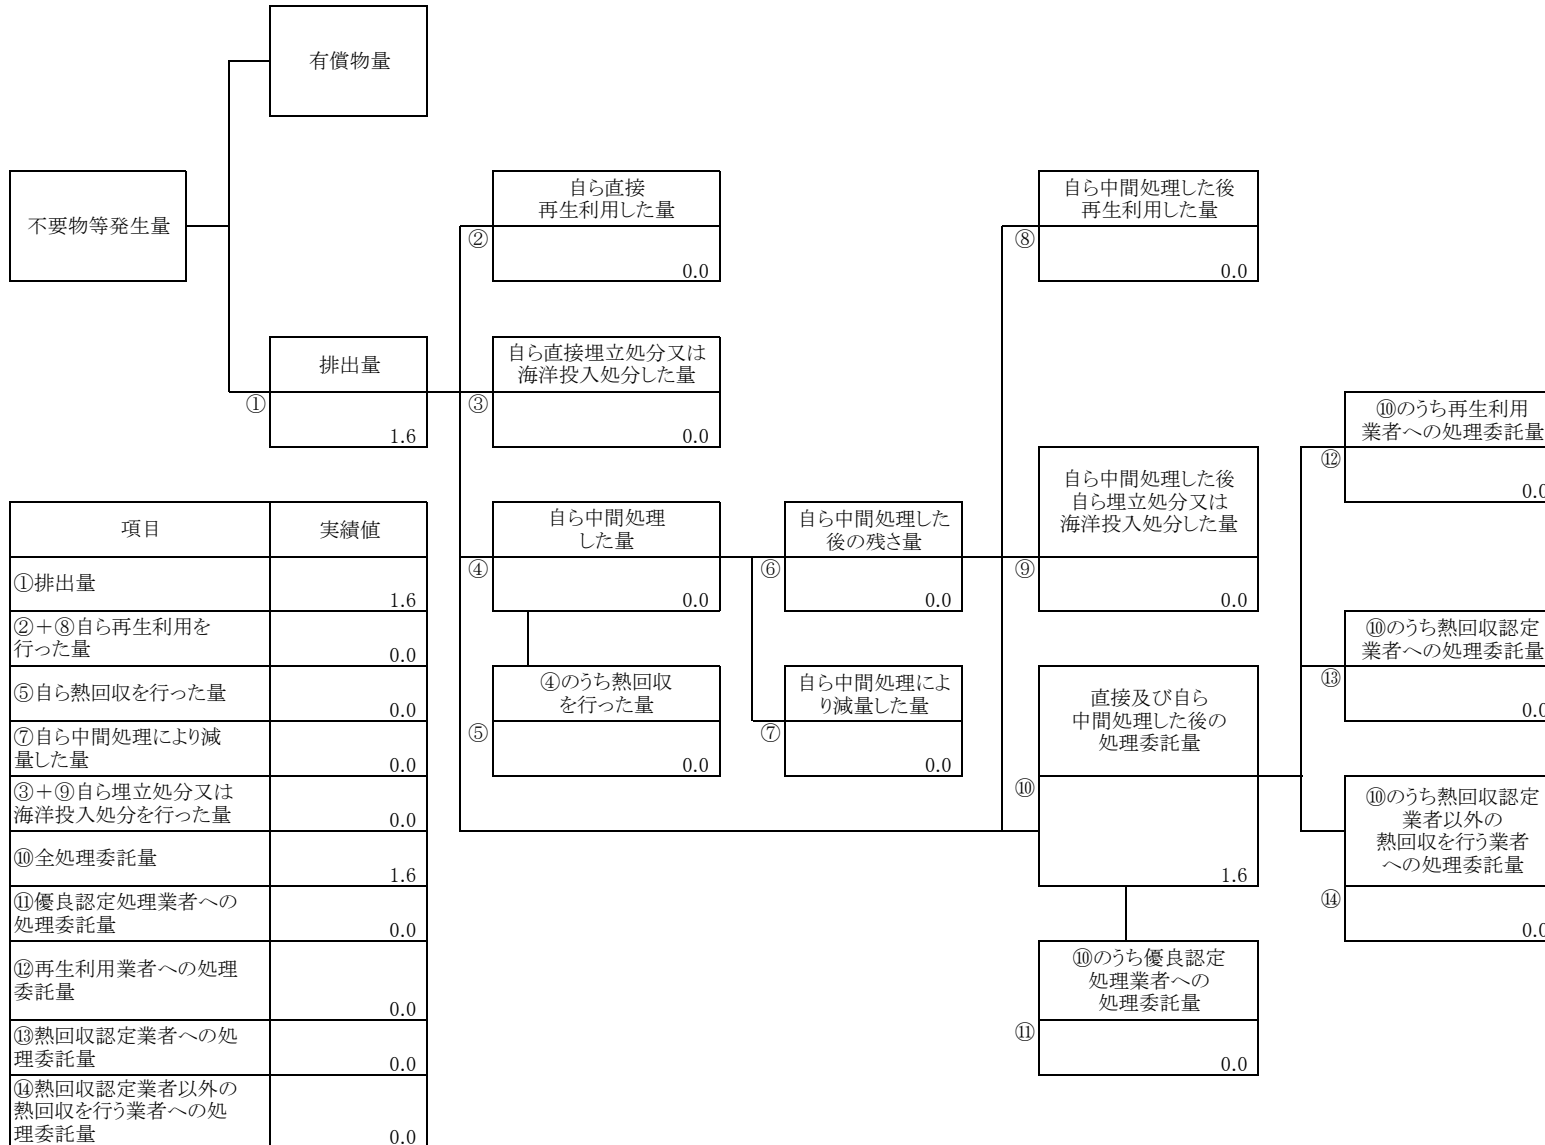 有償物量
不要物等発生量
排出量
①
1.6
自ら直接
再生利用した量
②
0.0
自ら直接埋立処分又は
海洋投入処分した量
③
0.0
自ら中間処理
した量
④
0.0
④のうち熱回収
を行った量
⑤
0.0
自ら中間処理した
後の残さ量
⑥
0.0
自ら中間処理によ
り減量した量
⑦
0.0
自ら中間処理した後
再生利用した量
⑧
0.0
自ら中間処理した後
自ら埋立処分又は
海洋投入処分した量
⑨
0.0
直接及び自ら
中間処理した後の
処理委託量
⑩
1.6
⑩のうち優良認定
処理業者への
処理委託量
⑪
0.0
⑩のうち再生利用
業者への処理委託量
⑫
0.0
⑩のうち熱回収認定
業者への処理委託量
⑬
0.0
⑩のうち熱回収認定
業者以外の
熱回収を行う業者
への処理委託量
⑭
0.0
項目 実績値
①排出量
1.6
②＋⑧自ら再生利用を
行った量 0.0
⑤自ら熱回収を行った量
0.0
⑦自ら中間処理により減
量した量 0.0
③＋⑨自ら埋立処分又は
海洋投入処分を行った量 0.0
⑩全処理委託量
1.6
⑪優良認定処理業者への
処理委託量 0.0
⑫再生利用業者への処理
委託量
0.0
⑬熱回収認定業者への処
理委託量 0.0
⑭熱回収認定業者以外の
熱回収を行う業者への処
理委託量 0.0